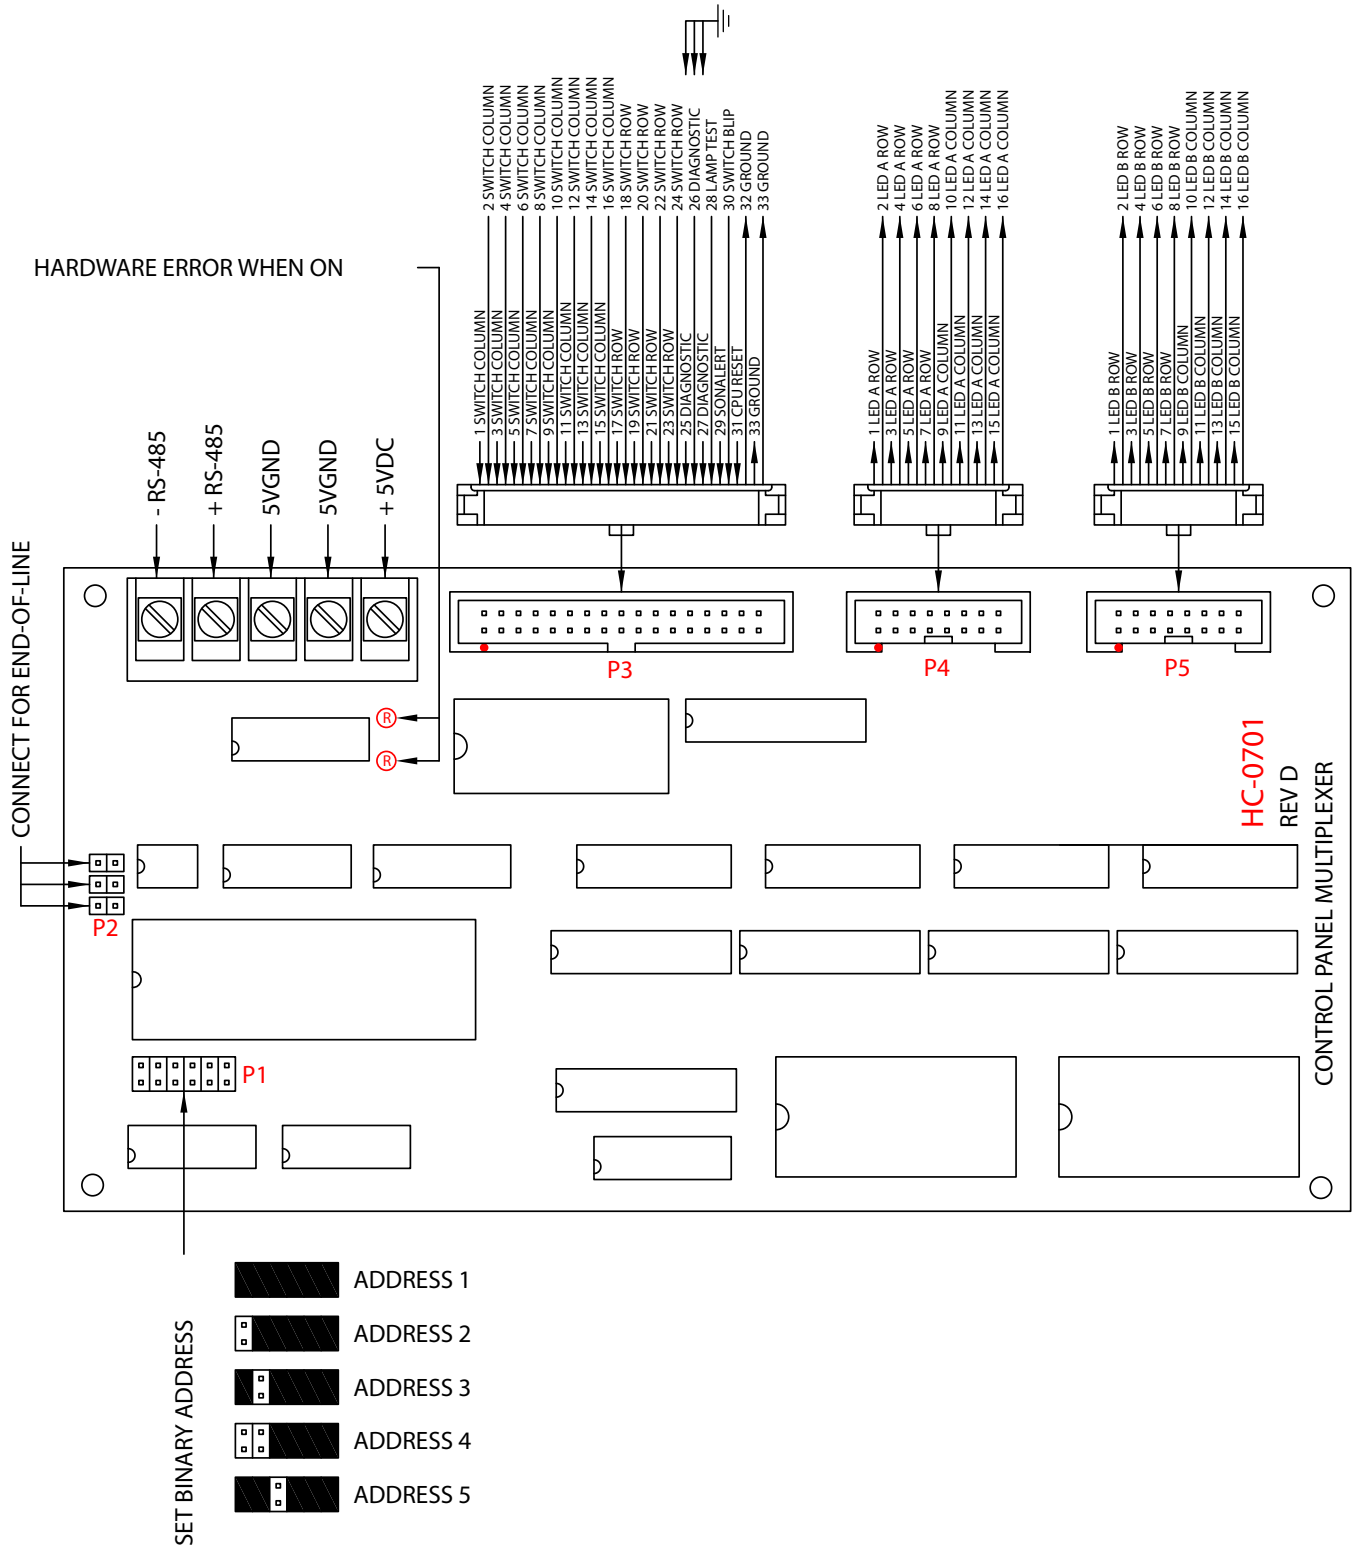 2 SWITCH COLUMN
4 SWITCH COLUMN
6 SWITCH COLUMN
8 SWITCH COLUMN
10 SWITCH COLUMN
12 SWITCH COLUMN
14 SWITCH COLUMN
16 SWITCH COLUMN
18 SWITCH ROW
20 SWITCH ROW
22 SWITCH ROW
24 SWITCH ROW
26 DIAGNOSTIC
28 LAMP TEST
30 SWITCH BLIP
32 GROUND
33 GROUND
2 LED A ROW
4 LED A ROW
6 LED A ROW
8 LED A ROW
10 LED A COLUMN
12 LED A COLUMN
14 LED A COLUMN
16 LED A COLUMN
2 LED B ROW
4 LED B ROW
6 LED B ROW
8 LED B ROW
10 LED B COLUMN
12 LED B COLUMN
14 LED B COLUMN
16 LED B COLUMN
HARDWARE ERROR WHEN ON
1 SWITCH COLUMN
3 SWITCH COLUMN
5 SWITCH COLUMN
7 SWITCH COLUMN
9 SWITCH COLUMN
11 SWITCH COLUMN
13 SWITCH COLUMN
15 SWITCH COLUMN
17 SWITCH ROW
19 SWITCH ROW
21 SWITCH ROW
23 SWITCH ROW
25 DIAGNOSTIC
27 DIAGNOSTIC
29 SONALERT
31 CPU RESET
33 GROUND
1 LED A ROW
3 LED A ROW
5 LED A ROW
7 LED A ROW
9 LED A COLUMN
11 LED A COLUMN
13 LED A COLUMN
15 LED A COLUMN
1 LED B ROW
3 LED B ROW
5 LED B ROW
7 LED B ROW
9 LED B COLUMN
11 LED B COLUMN
13 LED B COLUMN
15 LED B COLUMN
- RS-485
+ RS-485
5VGND
5VGND
+ 5VDC
CONNECT FOR END-OF-LINE
P3
P4
P5
R
R
HC-0701
REV D
CONTROL PANEL MULTIPLEXER
P2
P1
SET BINARY ADDRESS
ADDRESS 1
ADDRESS 2
ADDRESS 3
ADDRESS 4
ADDRESS 5